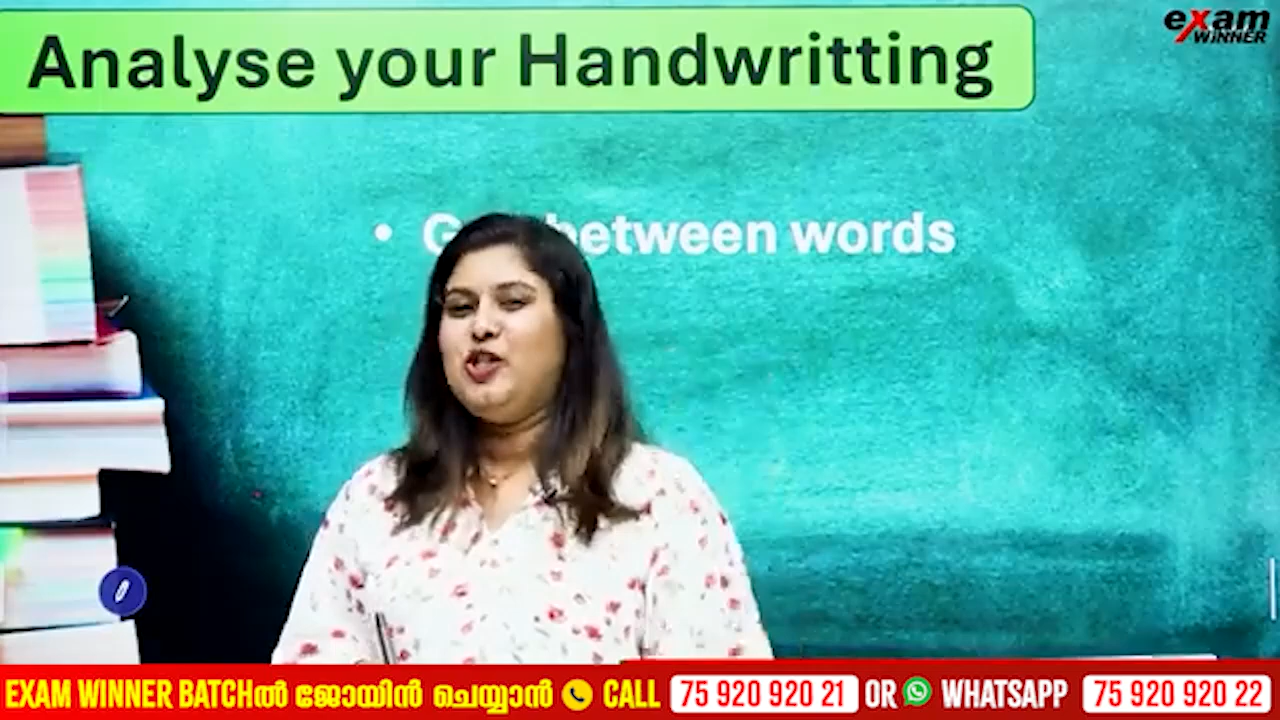 exam
WINNER
Analyse your Handwritting
• between words
EXAM WINNER BATCHൽ ജോയിൻ ചെയ്യാൻ CALL 75 920 920 21 OR WHATSAPP 75 920 920 22